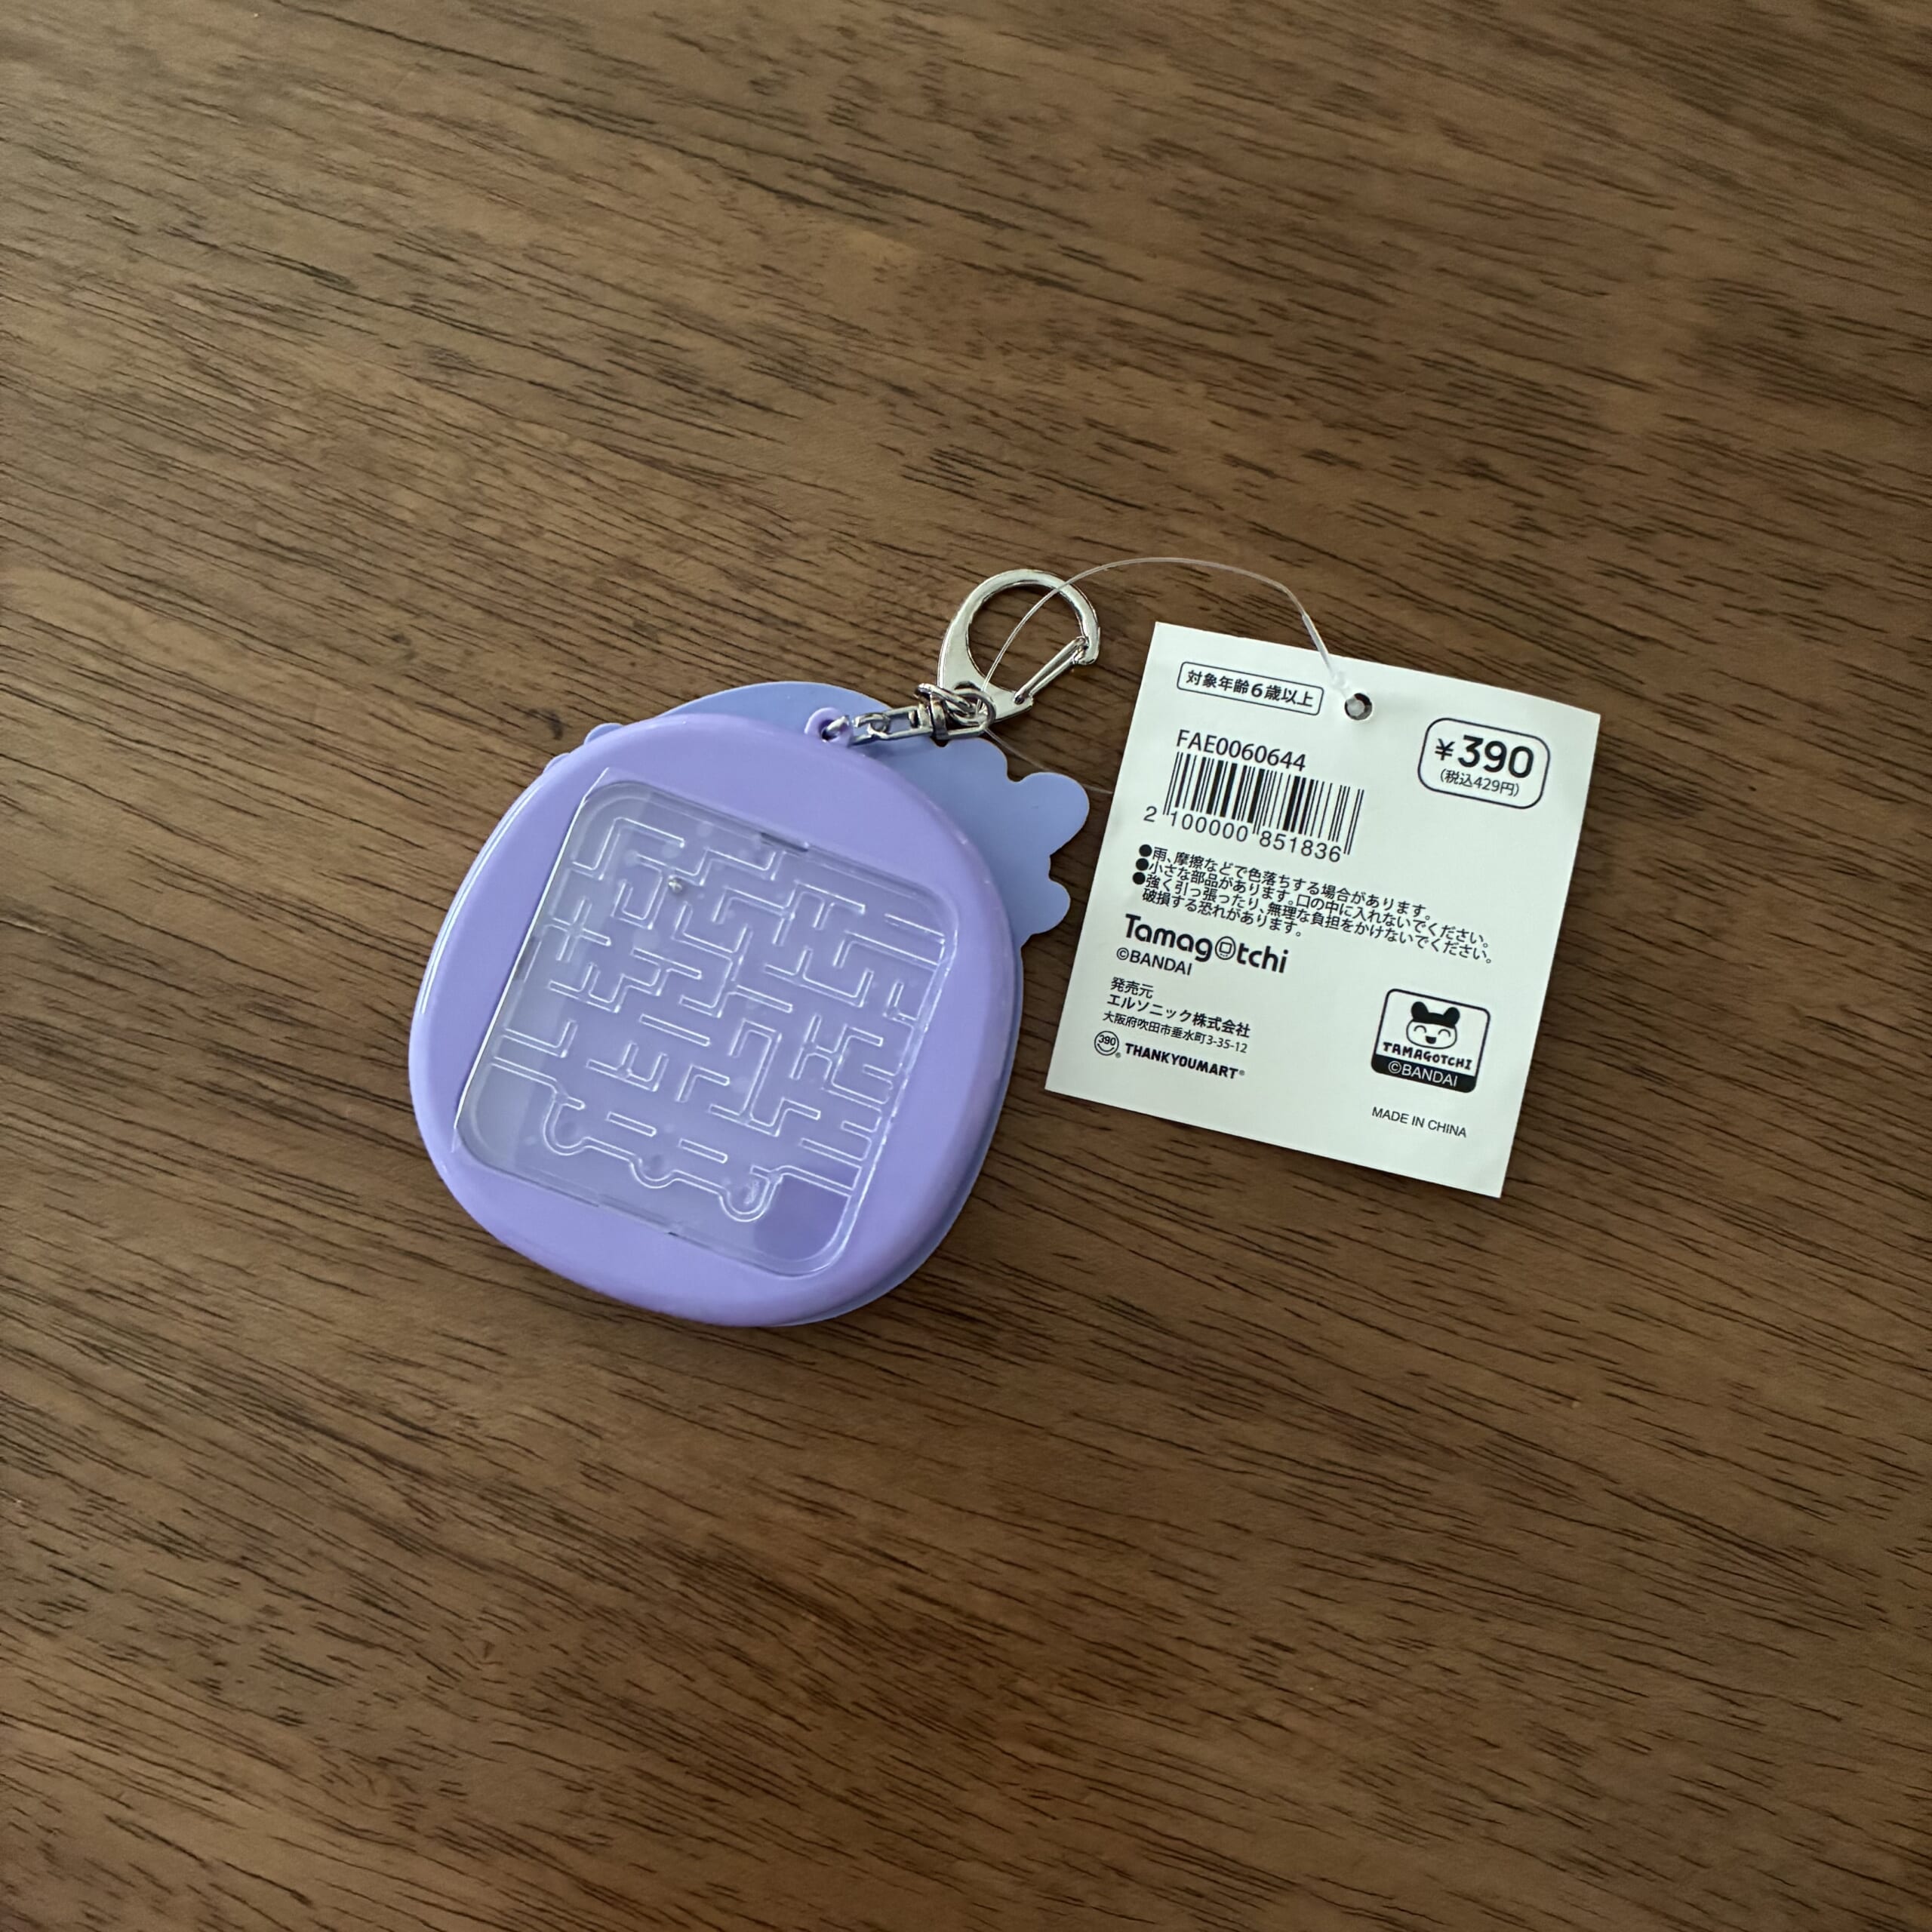 対象年齢6歳以上
¥390
(税込429円)
FAE0060644
2 100000 851836
●雨、摩擦などで色落ちする場合があります。
●小さな部品があります。口の中に入れないでください。
●強く引っ張ったり、無理な負担をかけないでください。
破損する恐れがあります。
Tamagotchi
©BANDAI
発売元
エルソニック株式会社
大阪府吹田市垂水町3-35-12
390 ® THANKYOUMART®
TAMAGOTCHI
©BANDAI
MADE IN CHINA